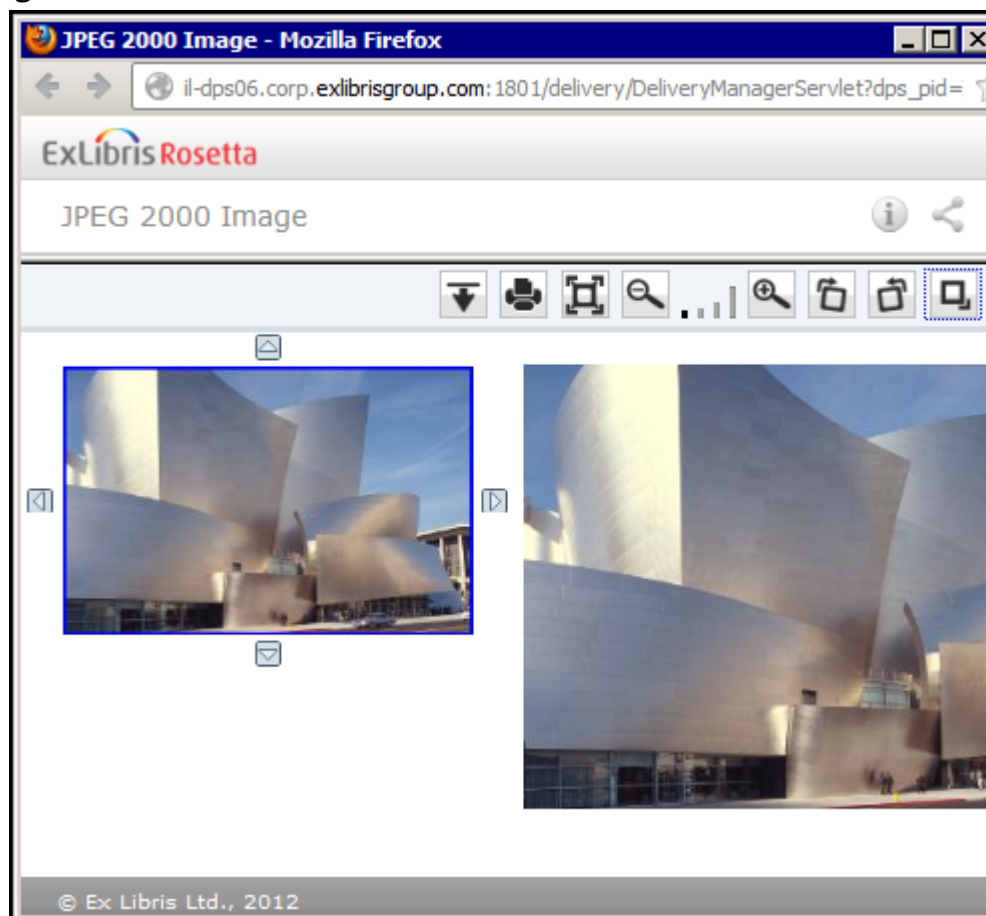 JPEG 2000 Image - Mozilla Firefox
il-dps06.corp.exlibrisgroup.com:1801/delivery/DeliveryManagerServlet?dps_pid=
ExLibris Rosetta
JPEG 2000 Image
© Ex Libris Ltd., 2012